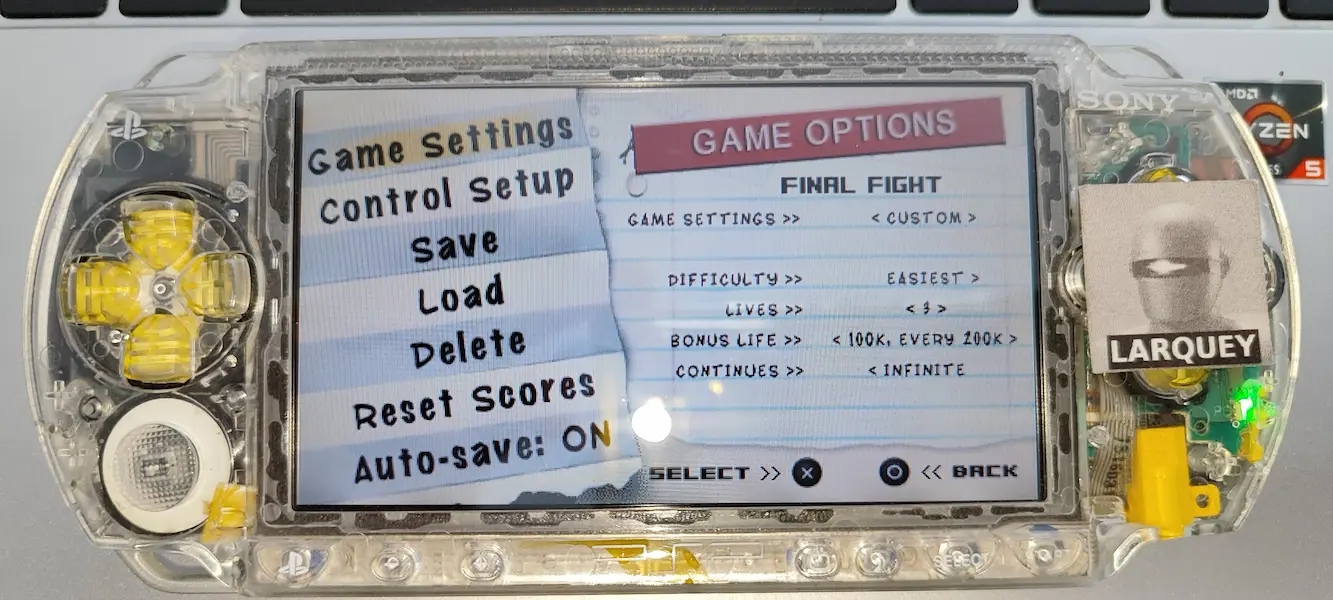 SONY
AMD
RYZEN
5
Game Settings
Control Setup
Save
Load
Delete
Reset Scores
Auto-save: ON
GAME OPTIONS
FINAL FIGHT
GAME SETTINGS >> < CUSTOM >
DIFFICULTY >> EASIEST >
LIVES >> < 3 >
BONUS LIFE >> < 100K, EVERY 200K >
CONTINUES >> < INFINITE
SELECT >> X O << BACK
LARQUEY
SELECT